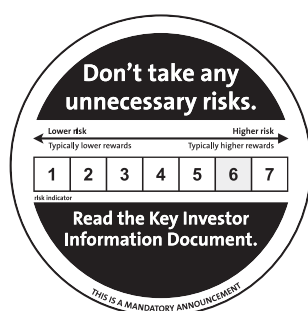 Don't take any
unnecessary risks.
Lower risk Higher risk
Typically lower rewards Typically higher rewards
1 2 3 4 5 6 7
risk indicator
Read the Key Investor
Information Document.
THIS IS A MANDATORY ANNOUNCEMENT